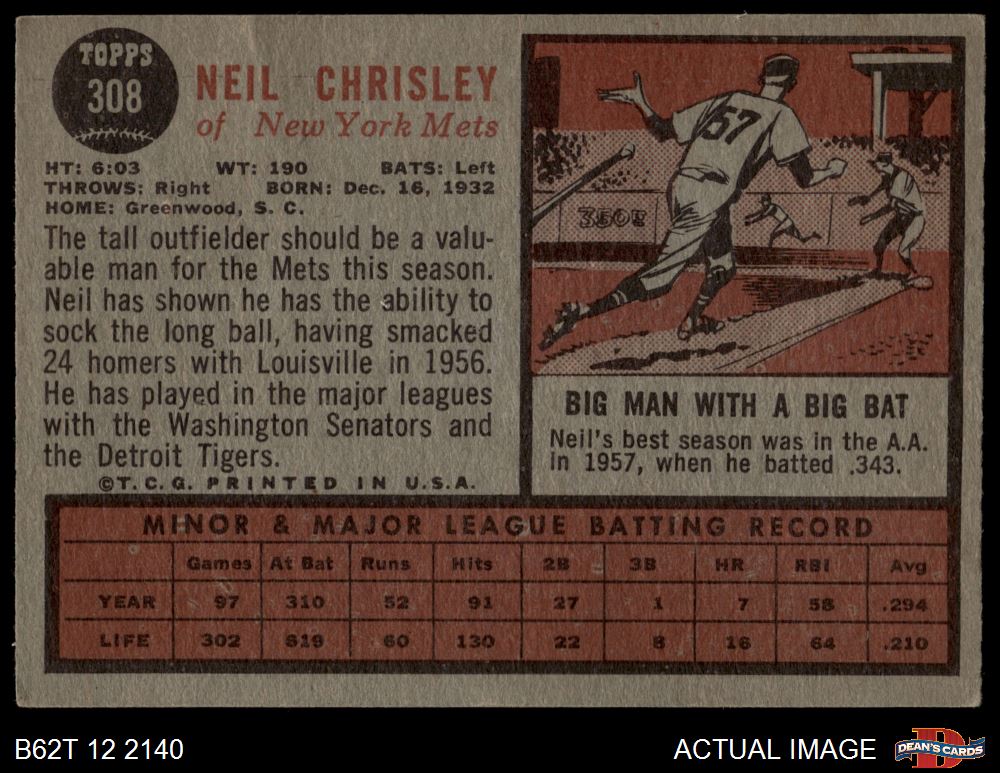 TOPPS
308
NEIL CHRISLEY
of New York Mets
HT: 6:03 WT: 190 BATS: Left
THROWS: Right BORN: Dec. 16, 1932
HOME: Greenwood, S. C.
The tall outfielder should be a valu-
able man for the Mets this season.
Neil has shown he has the ability to
sock the long ball, having smacked
24 homers with Louisville in 1956.
He has played in the major leagues
with the Washington Senators and
the Detroit Tigers.
©T. C. G. PRINTED IN U.S.A.
57
350
BIG MAN WITH A BIG BAT
Neil's best season was in the A.A.
in 1957, when he batted .343.
MINOR & MAJOR LEAGUE BATTING RECORD
Games At Bat Runs Hits 2B 3B HR RBI Avg
YEAR 97 310 52 91 27 1 7 58 .294
LIFE 302 619 60 130 22 8 16 64 .210
B62T 12 2140
ACTUAL IMAGE
D
DEAN'S CARDS